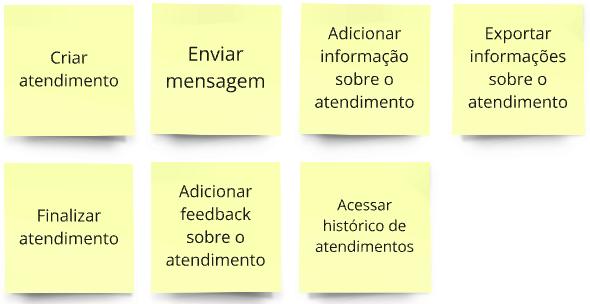 Criar
atendimento
Enviar
mensagem
Adicionar
informação
sobre o
atendimento
Exportar
informações
sobre o
atendimento
Finalizar
atendimento
Adicionar
feedback
sobre o
atendimento
Acessar
histórico de
atendimentos